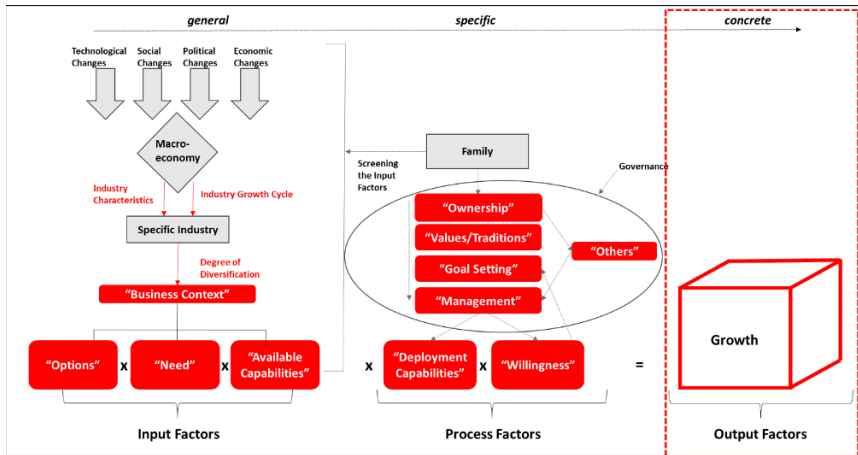 general
specific
concrete
Technological
Changes
Social
Changes
Political
Changes
Economic
Changes
Macro-
economy
Industry
Characteristics
Industry Growth Cycle
Specific Industry
Degree of
Diversification
“Business Context”
“Options”
x
“Need”
x
“Available
Capabilities”
Input Factors
Screening
the Input
Factors
Family
Governance
“Ownership”
“Values/Traditions”
“Goal Setting”
“Management”
“Others”
x
“Deployment
Capabilities”
x
“Willingness”
=
Process Factors
Growth
Output Factors